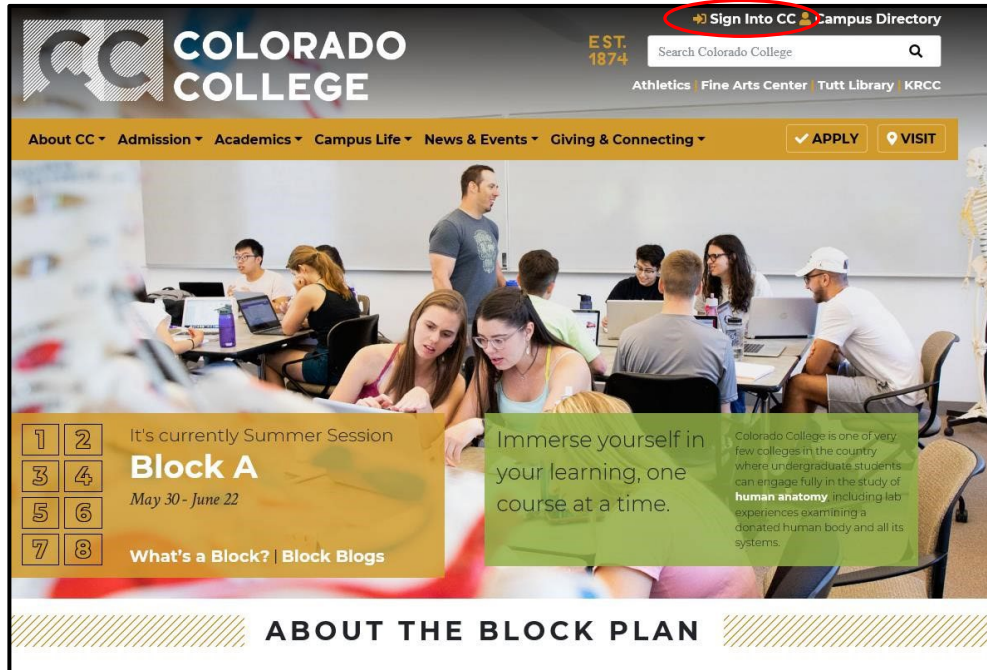 Sign Into CC Campus Directory
COLORADO
COLLEGE
EST.
1874
Search Colorado College
Athletics | Fine Arts Center | Tutt Library | KRCC
About CC Admission Academics Campus Life News & Events Giving & Connecting
APPLY VISIT
1 2
3 4
5 6
7 8
It's currently Summer Session
Block A
May 30 - June 22
What's a Block? | Block Blogs
Immerse yourself in
your learning, one
course at a time.
Colorado College is one of very
few colleges in the country
where undergraduate students
can engage fully in the study of
human anatomy, including lab
experiences examining a
donated human body and all its
systems.
ABOUT THE BLOCK PLAN